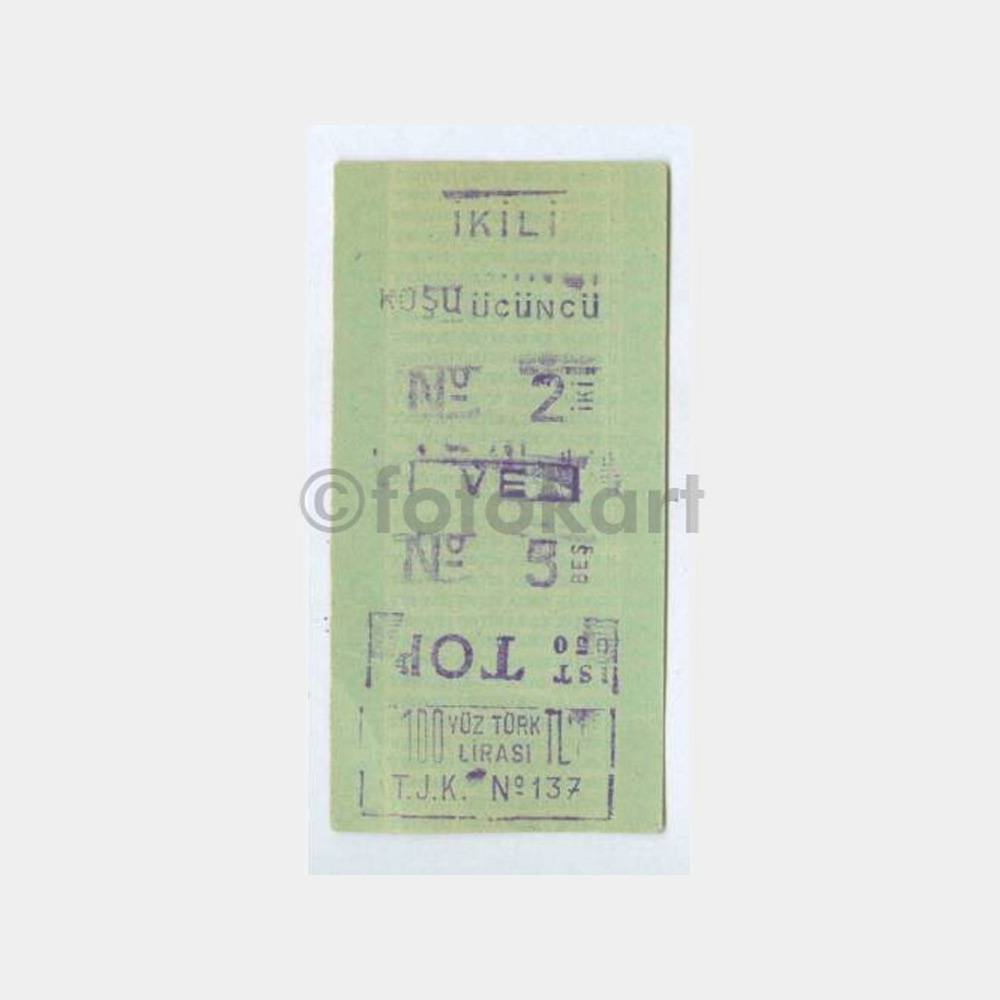 İKİLİ
KOŞU ÜCÜNCÜ
Nº 2 İKİ
VE
©fotokart
Nº 5 BEŞ
TOP
İST
100 YÜZ TÜRK TL
LİRASI
T.J.K. Nº 137